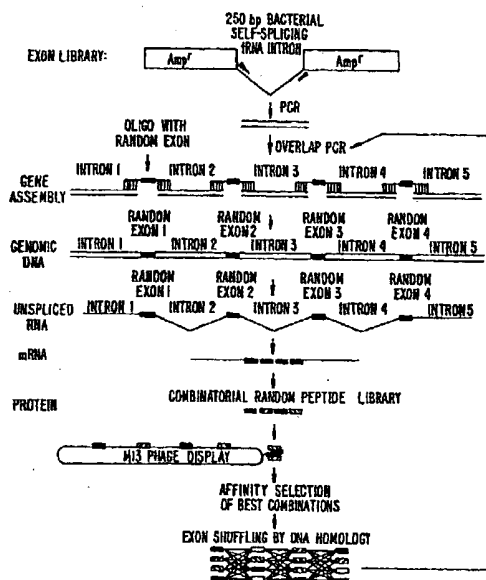 250 bp BACTERIAL
SELF-SPLICING
tRNA INTRON
EXON LIBRARY:
Ampʳ
Ampʳ
PCR
OLIGO WITH
RANDOM EXON
OVERLAP PCR
INTRON 1
INTRON 2
INTRON 3
INTRON 4
INTRON 5
GENE
ASSEMBLY
RANDOM
EXON 1
RANDOM
EXON2
RANDOM
EXON 3
RANDOM
EXON 4
INTRON 1
INTRON 2
INTRON 3
INTRON 4
INTRON 5
GENOMIC
DNA
RANDOM
EXON 1
RANDOM
EXON 2
RANDOM
EXON 3
RANDOM
EXON 4
UNSPLICED
RNA
INTRON 1
INTRON 2
INTRON 3
INTRON 4
INTRON 5
mRNA
COMBINATORIAL RANDOM PEPTIDE LIBRARY
PROTEIN
M13 PHAGE DISPLAY
AFFINITY SELECTION
OF BEST COMBINATIONS
EXON SHUFFLING BY DNA HOMOLOGY